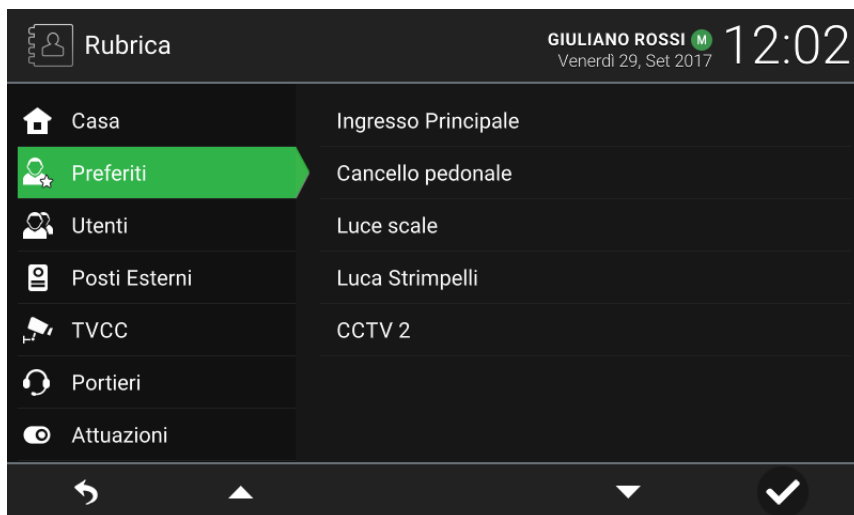 Rubrica
GIULIANO ROSSI M
Venerdì 29, Set 2017
12:02
Casa
Preferiti
Utenti
Posti Esterni
TVCC
Portieri
Attuazioni
Ingresso Principale
Cancello pedonale
Luce scale
Luca Strimpelli
CCTV 2